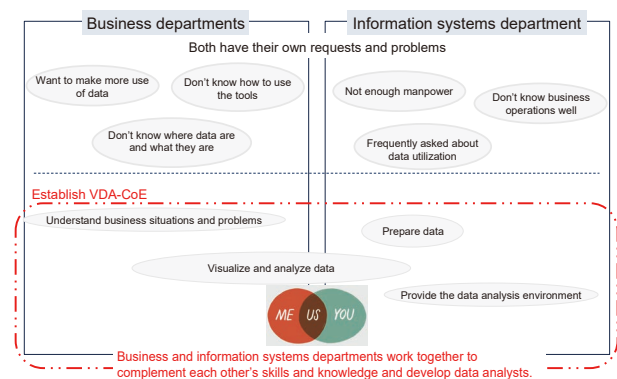 Business departments
Information systems department
Both have their own requests and problems
Want to make more use
of data
Don't know how to use
the tools
Don't know where data are
and what they are
Not enough manpower
Don't know business
operations well
Frequently asked about
data utilization
Establish VDA-CoE
Understand business situations and problems
Prepare data
Visualize and analyze data
Provide the data analysis environment
ME US YOU
Business and information systems departments work together to
complement each other's skills and knowledge and develop data analysts.